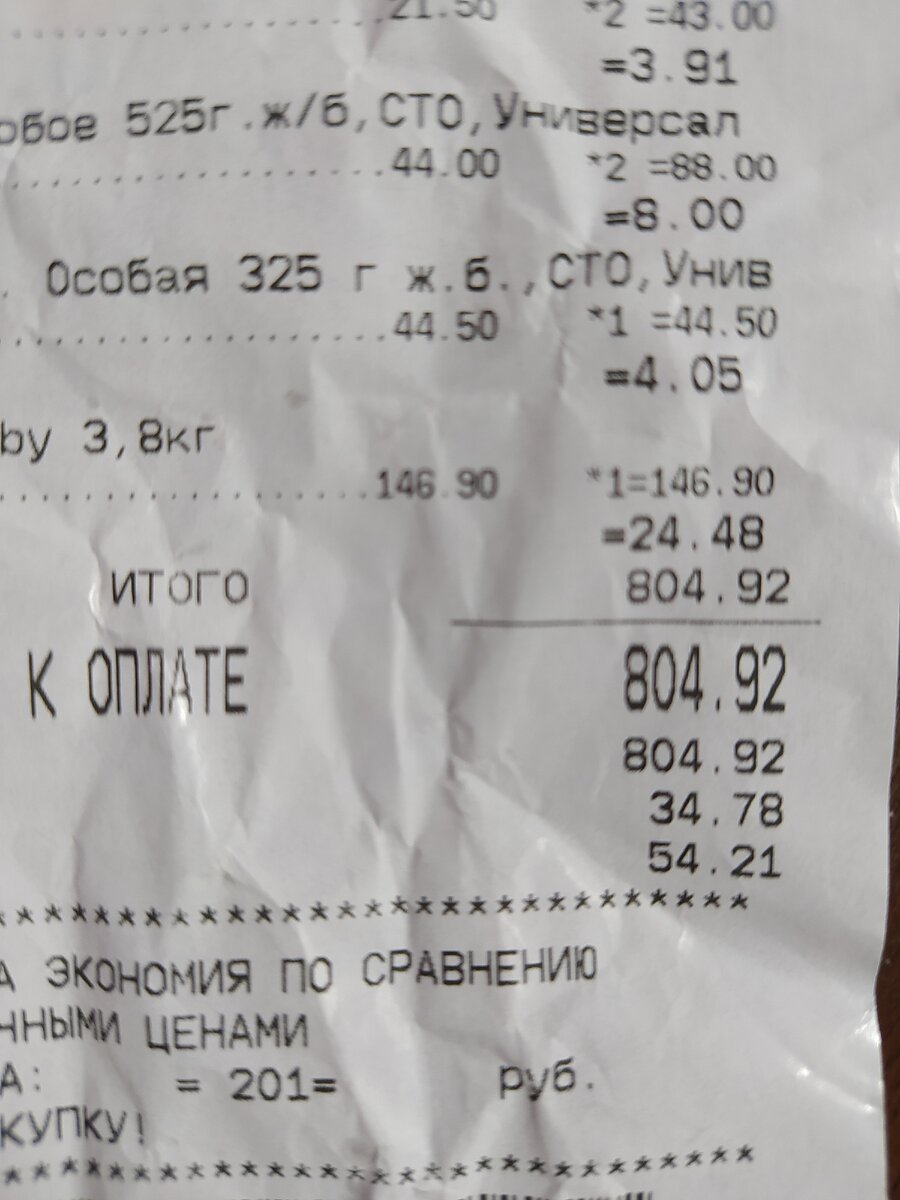 21.50 *2 =43.00
=3.91
обое 525г.ж/б,СТО,Универсал
..................44.00 *2 =88.00
=8.00
. Особая 325 г ж.б.,СТО,Унив
..................44.50 *1 =44.50
=4.05
by 3,8кг
..................146.90 *1=146.90
=24.48
ИТОГО 804.92
К ОПЛАТЕ 804.92
804.92
34.78
54.21
******************************
А ЭКОНОМИЯ ПО СРАВНЕНИЮ
ННЫМИ ЦЕНАМИ
А: = 201= руб.
КУПКУ!
******************************